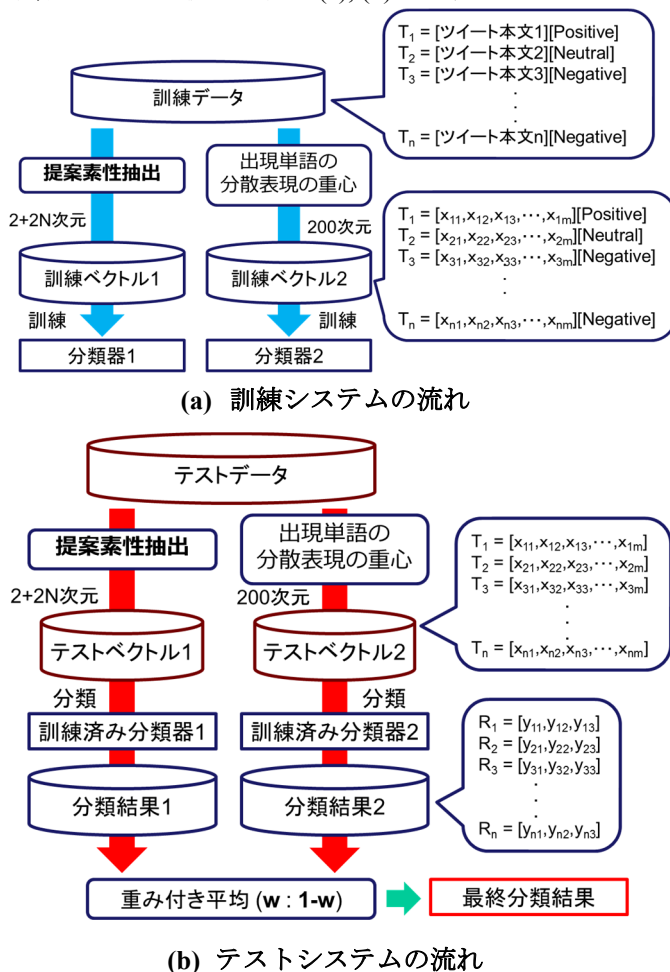 T1 = [ツイート本文1][Positive]
T2 = [ツイート本文2][Neutral]
T3 = [ツイート本文3][Negative]
.
.
.
Tn = [ツイート本文n][Negative]
訓練データ
提案素性抽出
出現単語の
分散表現の重心
2+2N次元
200次元
T1 = [x11,x12,x13,⋯,x1m][Positive]
T2 = [x21,x22,x23,⋯,x2m][Neutral]
T3 = [x31,x32,x33,⋯,x3m][Negative]
.
.
.
Tn = [xn1,xn2,xn3,⋯,xnm][Negative]
訓練ベクトル1
訓練ベクトル2
訓練
訓練
分類器1
分類器2
(a) 訓練システムの流れ
テストデータ
提案素性抽出
出現単語の
分散表現の重心
2+2N次元
200次元
T1 = [x11,x12,x13,⋯,x1m]
T2 = [x21,x22,x23,⋯,x2m]
T3 = [x31,x32,x33,⋯,x3m]
.
.
.
Tn = [xn1,xn2,xn3,⋯,xnm]
テストベクトル1
テストベクトル2
分類
分類
訓練済み分類器1
訓練済み分類器2
R1 = [y11,y12,y13]
R2 = [y21,y22,y23]
R3 = [y31,y32,y33]
.
.
.
Rn = [yn1,yn2,yn3]
分類結果1
分類結果2
重み付き平均 (w : 1-w)
最終分類結果
(b) テストシステムの流れ